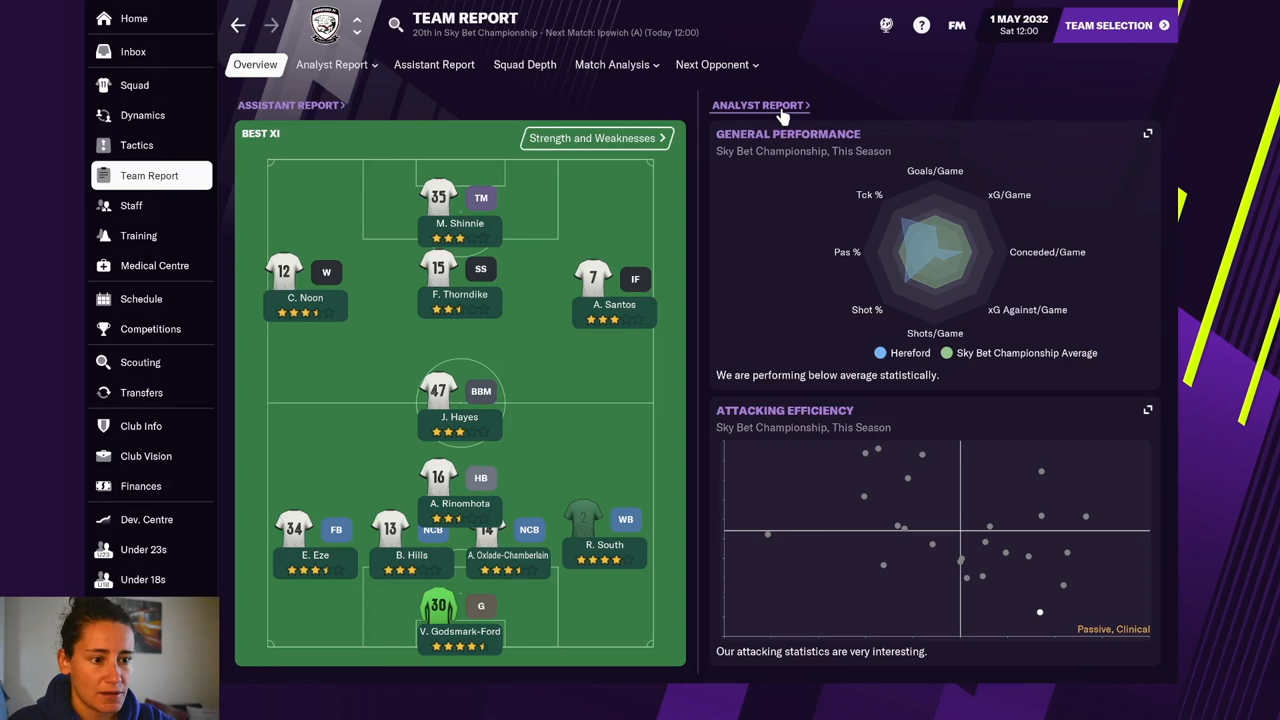 Home
Inbox
Squad
Dynamics
Tactics
Team Report
Staff
Training
Medical Centre
Schedule
Competitions
Scouting
Transfers
Club Info
Club Vision
Finances
Dev. Centre
U23
Under 23s
U18
Under 18s
TEAM REPORT
20th in Sky Bet Championship - Next Match: Ipswich (A) (Today 12:00)
FM
1 MAY 2032
Sat 12:00
TEAM SELECTION
Overview
Analyst Report
Assistant Report
Squad Depth
Match Analysis
Next Opponent
ASSISTANT REPORT
BEST XI
Strength and Weaknesses
35 TM
M. Shinnie
12 W
C. Noon
15 SS
F. Thorndike
7 IF
A. Santos
47 BBM
J. Hayes
16 HB
A. Rinomhota
34 FB
E. Eze
13 NCB
B. Hills
14 NCB
A. Oxlade-Chamberlain
2 WB
R. South
30 G
V. Godsmark-Ford
ANALYST REPORT
GENERAL PERFORMANCE
Sky Bet Championship, This Season
Goals/Game
Tck %
xG/Game
Pas %
Conceded/Game
Shot %
xG Against/Game
Shots/Game
Hereford
Sky Bet Championship Average
We are performing below average statistically.
ATTACKING EFFICIENCY
Sky Bet Championship, This Season
Passive, Clinical
Our attacking statistics are very interesting.